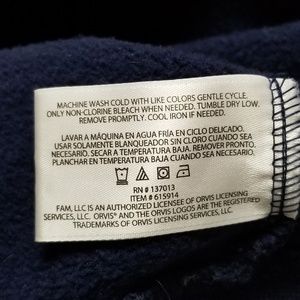 MACHINE WASH COLD WITH LIKE COLORS GENTLE CYCLE.
ONLY NON-CLORINE BLEACH WHEN NEEDED. TUMBLE DRY LOW.
REMOVE PROMPTLY. COOL IRON IF NEEDED.
LAVAR A MÁQUINA EN AGUA FRÍA EN CICLO DELICADO.
USAR SOLAMENTE BLANQUEADOR SIN CLORO CUANDO SEA
NECESARIO. SECAR EN TEMPERATURA BAJA. REMOVER PRONTO.
PLANCHAR EN TEMPERATURA BAJA CUANDO SEA
NECESARIO.
RN # 137013
ITEM # 615914
FAM, LLC IS AN AUTHORIZED LICENSEE OF ORVIS LICENSING
SERVICES, LLC. ORVIS® AND THE ORVIS LOGOS ARE REGISTERED
TRADEMARKS OF ORVIS LICENSING SERVICES, LLC.